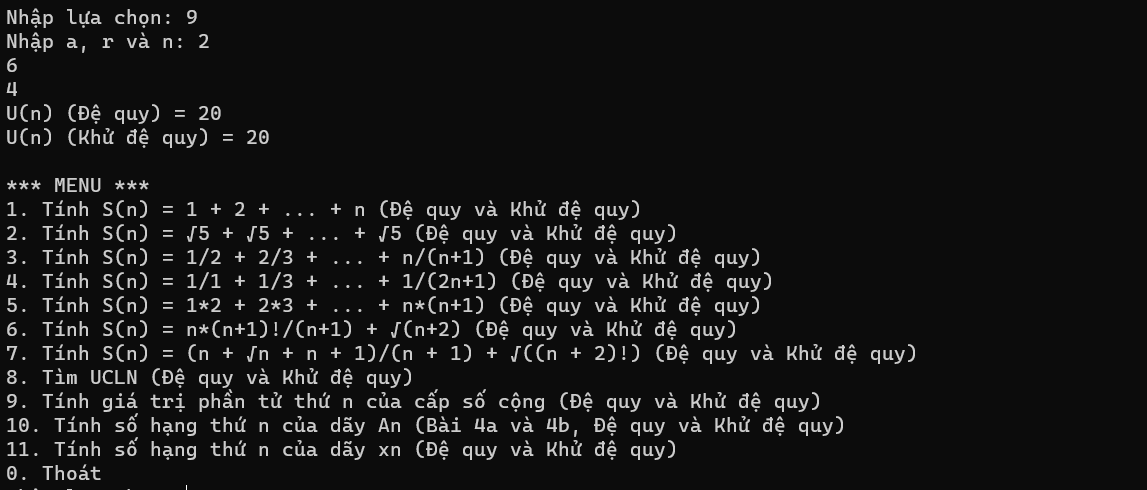 Nhập lựa chọn: 9
Nhập a, r và n: 2
6
4
U(n) (Đệ quy) = 20
U(n) (Khử đệ quy) = 20
*** MENU ***
1. Tính S(n) = 1 + 2 + ... + n (Đệ quy và Khử đệ quy)
2. Tính S(n) = √5 + √5 + ... + √5 (Đệ quy và Khử đệ quy)
3. Tính S(n) = 1/2 + 2/3 + ... + n/(n+1) (Đệ quy và Khử đệ quy)
4. Tính S(n) = 1/1 + 1/3 + ... + 1/(2n+1) (Đệ quy và Khử đệ quy)
5. Tính S(n) = 1*2 + 2*3 + ... + n*(n+1) (Đệ quy và Khử đệ quy)
6. Tính S(n) = n*(n+1)!/(n+1) + √(n+2) (Đệ quy và Khử đệ quy)
7. Tính S(n) = (n + √n + n + 1)/(n + 1) + √((n + 2)!) (Đệ quy và Khử đệ quy)
8. Tìm UCLN (Đệ quy và Khử đệ quy)
9. Tính giá trị phần tử thứ n của cấp số cộng (Đệ quy và Khử đệ quy)
10. Tính số hạng thứ n của dãy An (Bài 4a và 4b, Đệ quy và Khử đệ quy)
11. Tính số hạng thứ n của dãy xn (Đệ quy và Khử đệ quy)
0. Thoát